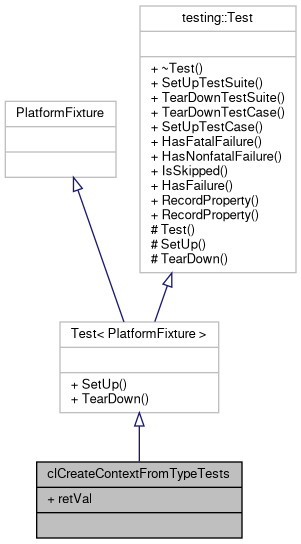 testing::Test
+ ~Test()
+ SetUpTestSuite()
+ TearDownTestSuite()
+ TearDownTestCase()
+ SetUpTestCase()
+ HasFatalFailure()
+ HasNonfatalFailure()
+ IsSkipped()
+ HasFailure()
+ RecordProperty()
+ RecordProperty()
# Test()
# SetUp()
# TearDown()
PlatformFixture
Test< PlatformFixture >
+ SetUp()
+ TearDown()
clCreateContextFromTypeTests
+ retVal